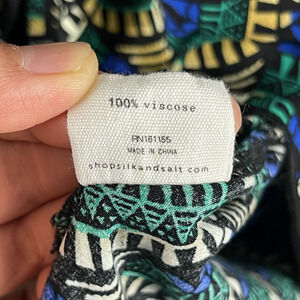 100% viscose
RN161155
MADE IN CHINA
shopsilkandsalt.com